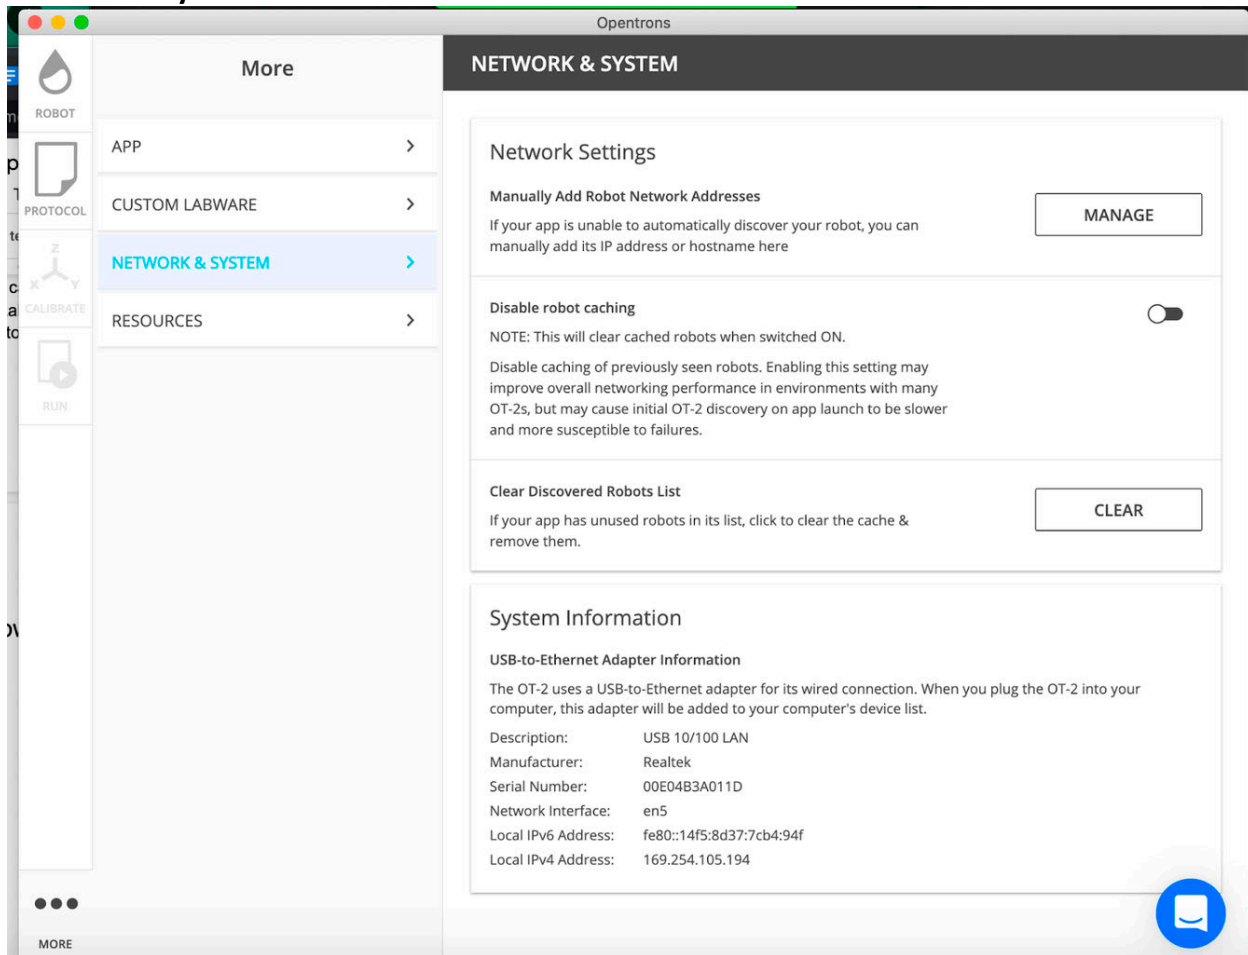 Opentrons
ROBOT
PROTOCOL
Z
X Y
CALIBRATE
RUN
MORE
More
APP
CUSTOM LABWARE
NETWORK & SYSTEM
RESOURCES
NETWORK & SYSTEM
Network Settings
Manually Add Robot Network Addresses
If your app is unable to automatically discover your robot, you can
manually add its IP address or hostname here
MANAGE
Disable robot caching
NOTE: This will clear cached robots when switched ON.
Disable caching of previously seen robots. Enabling this setting may
improve overall networking performance in environments with many
OT-2s, but may cause initial OT-2 discovery on app launch to be slower
and more susceptible to failures.
Clear Discovered Robots List
If your app has unused robots in its list, click to clear the cache &
remove them.
CLEAR
System Information
USB-to-Ethernet Adapter Information
The OT-2 uses a USB-to-Ethernet adapter for its wired connection. When you plug the OT-2 into your
computer, this adapter will be added to your computer's device list.
Description: USB 10/100 LAN
Manufacturer: Realtek
Serial Number: 00E04B3A011D
Network Interface: en5
Local IPv6 Address: fe80::14f5:8d37:7cb4:94f
Local IPv4 Address: 169.254.105.194